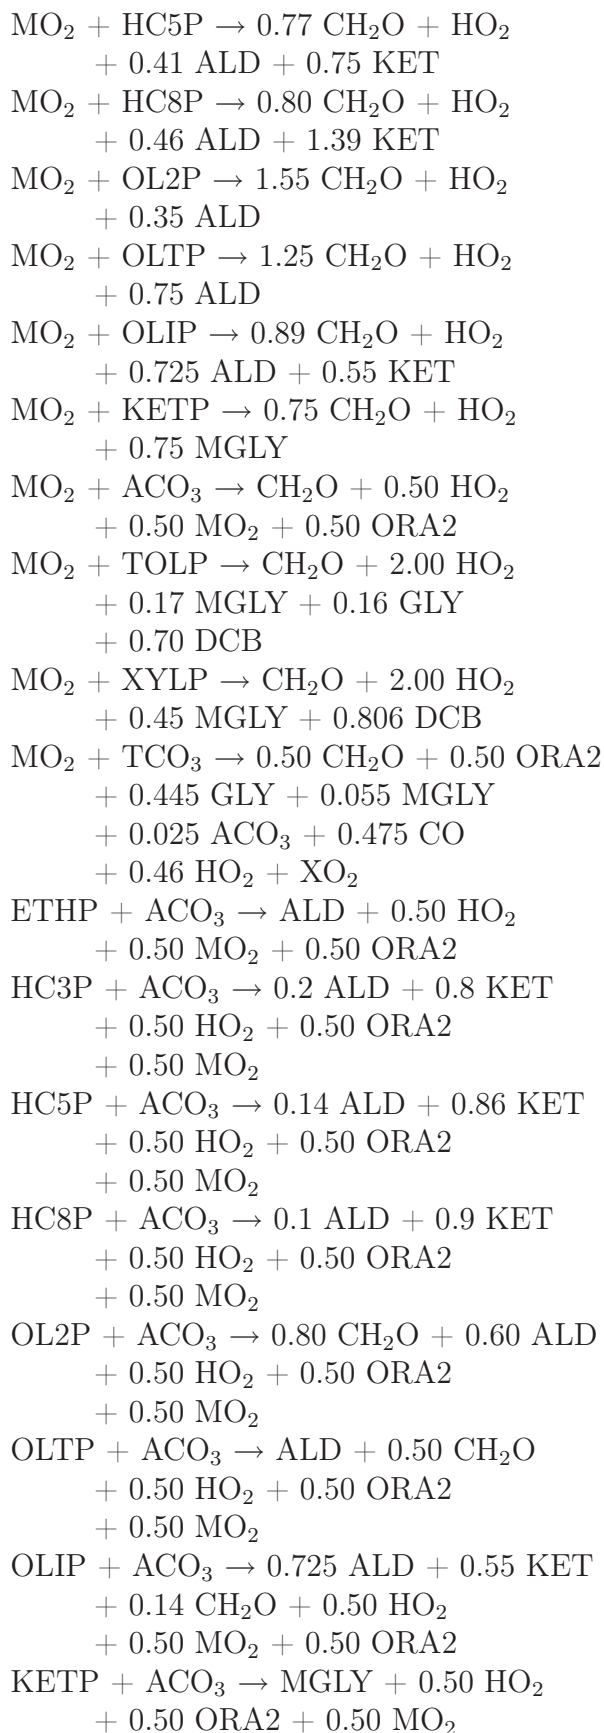 MO₂ + HC5P → 0.77 CH₂O + HO₂
+ 0.41 ALD + 0.75 KET
MO₂ + HC8P → 0.80 CH₂O + HO₂
+ 0.46 ALD + 1.39 KET
MO₂ + OL2P → 1.55 CH₂O + HO₂
+ 0.35 ALD
MO₂ + OLTP → 1.25 CH₂O + HO₂
+ 0.75 ALD
MO₂ + OLIP → 0.89 CH₂O + HO₂
+ 0.725 ALD + 0.55 KET
MO₂ + KETP → 0.75 CH₂O + HO₂
+ 0.75 MGLY
MO₂ + ACO₃ → CH₂O + 0.50 HO₂
+ 0.50 MO₂ + 0.50 ORA2
MO₂ + TOLP → CH₂O + 2.00 HO₂
+ 0.17 MGLY + 0.16 GLY
+ 0.70 DCB
MO₂ + XYLP → CH₂O + 2.00 HO₂
+ 0.45 MGLY + 0.806 DCB
MO₂ + TCO₃ → 0.50 CH₂O + 0.50 ORA2
+ 0.445 GLY + 0.055 MGLY
+ 0.025 ACO₃ + 0.475 CO
+ 0.46 HO₂ + XO₂
ETHP + ACO₃ → ALD + 0.50 HO₂
+ 0.50 MO₂ + 0.50 ORA2
HC3P + ACO₃ → 0.2 ALD + 0.8 KET
+ 0.50 HO₂ + 0.50 ORA2
+ 0.50 MO₂
HC5P + ACO₃ → 0.14 ALD + 0.86 KET
+ 0.50 HO₂ + 0.50 ORA2
+ 0.50 MO₂
HC8P + ACO₃ → 0.1 ALD + 0.9 KET
+ 0.50 HO₂ + 0.50 ORA2
+ 0.50 MO₂
OL2P + ACO₃ → 0.80 CH₂O + 0.60 ALD
+ 0.50 HO₂ + 0.50 ORA2
+ 0.50 MO₂
OLTP + ACO₃ → ALD + 0.50 CH₂O
+ 0.50 HO₂ + 0.50 ORA2
+ 0.50 MO₂
OLIP + ACO₃ → 0.725 ALD + 0.55 KET
+ 0.14 CH₂O + 0.50 HO₂
+ 0.50 MO₂ + 0.50 ORA2
KETP + ACO₃ → MGLY + 0.50 HO₂
+ 0.50 ORA2 + 0.50 MO₂